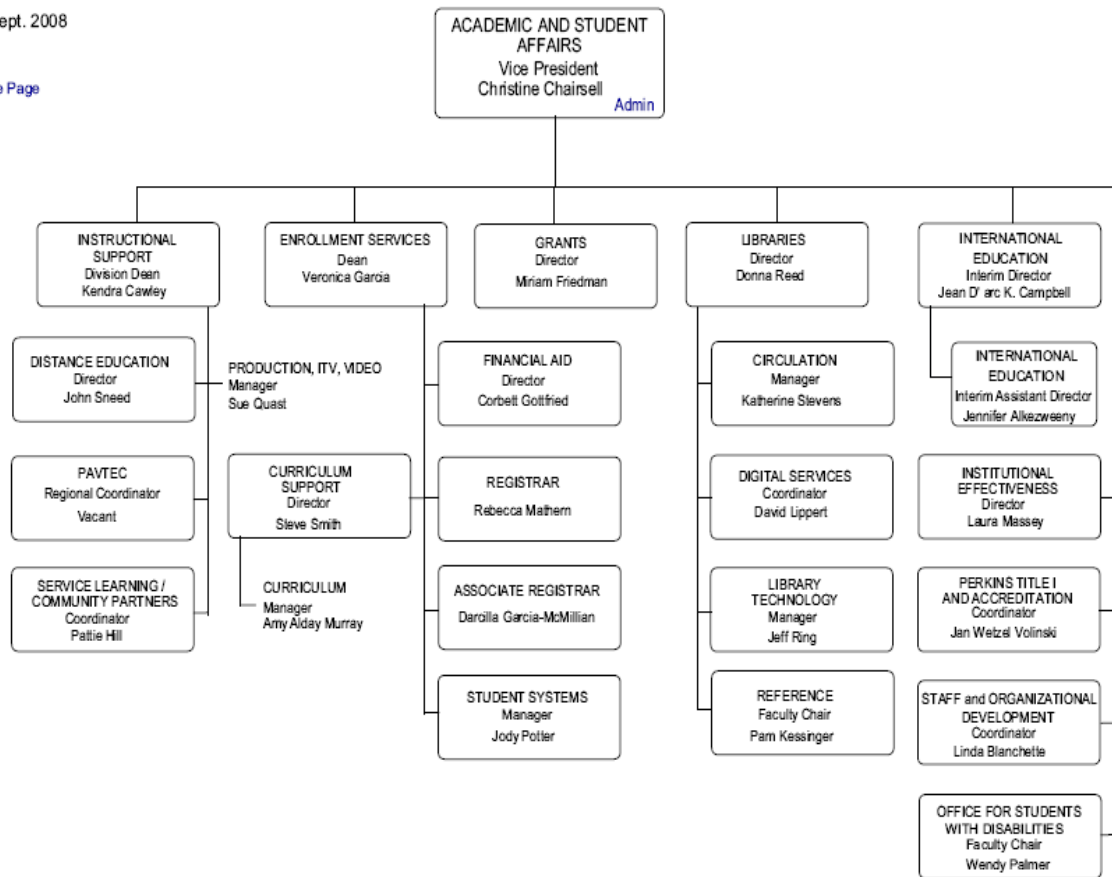 ept. 2008
e Page
ACADEMIC AND STUDENT
AFFAIRS
Vice President
Christine Chairsell
Admin
INSTRUCTIONAL
SUPPORT
Division Dean
Kendra Cawley
ENROLLMENT SERVICES
Dean
Veronica Garcia
GRANTS
Director
Miriam Friedman
LIBRARIES
Director
Donna Reed
INTERNATIONAL
EDUCATION
Interim Director
Jean D' arc K. Campbell
DISTANCE EDUCATION
Director
John Sneed
PRODUCTION, ITV, VIDEO
Manager
Sue Quast
FINANCIAL AID
Director
Corbett Gottfried
CIRCULATION
Manager
Katherine Stevens
INTERNATIONAL
EDUCATION
Interim Assistant Director
Jennifer Alkezweeny
PAVTEC
Regional Coordinator
Vacant
CURRICULUM
SUPPORT
Director
Steve Smith
REGISTRAR
Rebecca Mathern
DIGITAL SERVICES
Coordinator
David Lippert
INSTITUTIONAL
EFFECTIVENESS
Director
Laura Massey
SERVICE LEARNING /
COMMUNITY PARTNERS
Coordinator
Pattie Hill
CURRICULUM
Manager
Amy Alday Murray
ASSOCIATE REGISTRAR
Darcilla Garcia-McMillian
LIBRARY
TECHNOLOGY
Manager
Jeff Ring
PERKINS TITLE I
AND ACCREDITATION
Coordinator
Jan Wetzel Volinski
STUDENT SYSTEMS
Manager
Jody Potter
REFERENCE
Faculty Chair
Pam Kessinger
STAFF and ORGANIZATIONAL
DEVELOPMENT
Coordinator
Linda Blanchette
OFFICE FOR STUDENTS
WITH DISABILITIES
Faculty Chair
Wendy Palmer